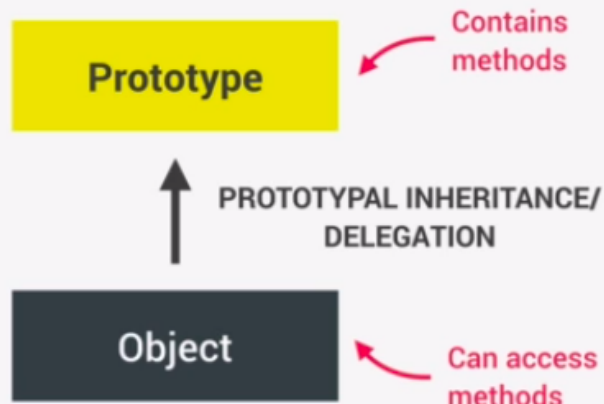 Contains
methods
Prototype
PROTOTYPAL INHERITANCE/
DELEGATION
Object
Can access
methods